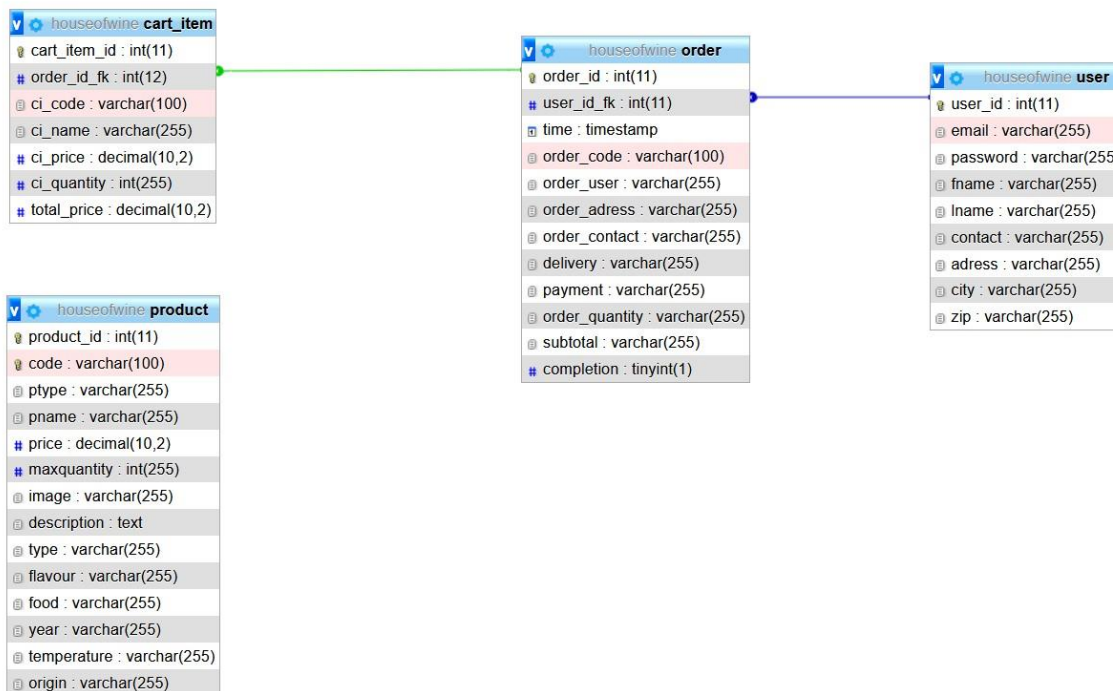 houseofwine cart_item
cart_item_id : int(11)
order_id_fk : int(12)
ci_code : varchar(100)
ci_name : varchar(255)
ci_price : decimal(10,2)
ci_quantity : int(255)
total_price : decimal(10,2)
houseofwine order
order_id : int(11)
user_id_fk : int(11)
time : timestamp
order_code : varchar(100)
order_user : varchar(255)
order_adress : varchar(255)
order_contact : varchar(255)
delivery : varchar(255)
payment : varchar(255)
order_quantity : varchar(255)
subtotal : varchar(255)
completion : tinyint(1)
houseofwine user
user_id : int(11)
email : varchar(255)
password : varchar(255
fname : varchar(255)
lname : varchar(255)
contact : varchar(255)
adress : varchar(255)
city : varchar(255)
zip : varchar(255)
houseofwine product
product_id : int(11)
code : varchar(100)
ptype : varchar(255)
pname : varchar(255)
price : decimal(10,2)
maxquantity : int(255)
image : varchar(255)
description : text
type : varchar(255)
flavour : varchar(255)
food : varchar(255)
year : varchar(255)
temperature : varchar(255)
origin : varchar(255)